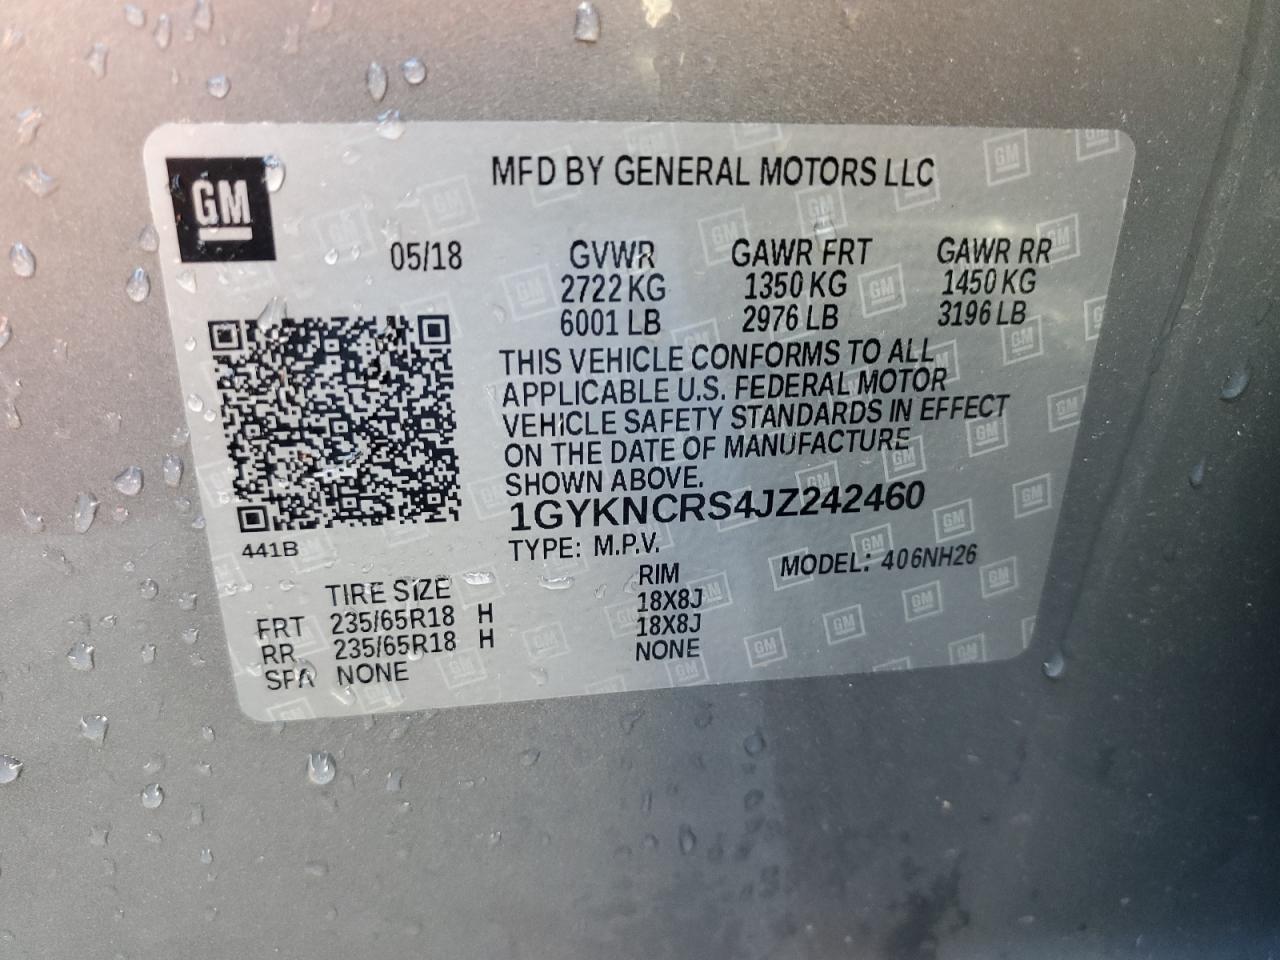 GM
MFD BY GENERAL MOTORS LLC
05/18 GVWR GAWR FRT GAWR RR
2722 KG 1350 KG 1450 KG
6001 LB 2976 LB 3196 LB
THIS VEHICLE CONFORMS TO ALL
APPLICABLE U.S. FEDERAL MOTOR
VEHICLE SAFETY STANDARDS IN EFFECT
ON THE DATE OF MANUFACTURE
SHOWN ABOVE.
1GYKNCRS4JZ242460
441B
TYPE: M.P.V. MODEL: 406NH26
TIRE SIZE RIM
FRT 235/65R18 H 18X8J
RR 235/65R18 H 18X8J
SPA NONE NONE